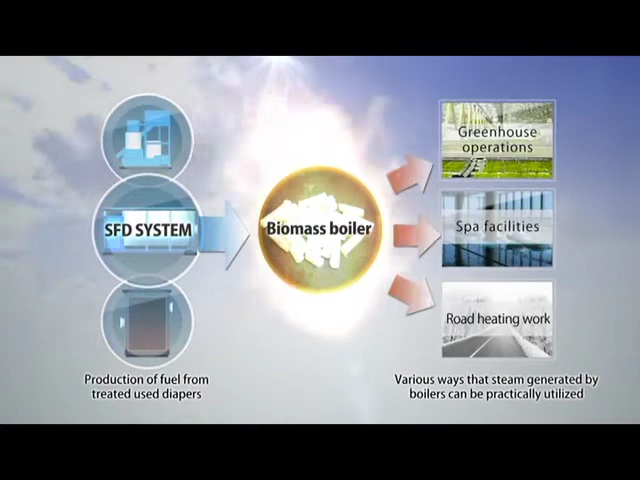 SFD SYSTEM
Production of fuel from
treated used diapers
Biomass boiler
Greenhouse
operations
Spa facilities
Road heating work
Various ways that steam generated by
boilers can be practically utilized